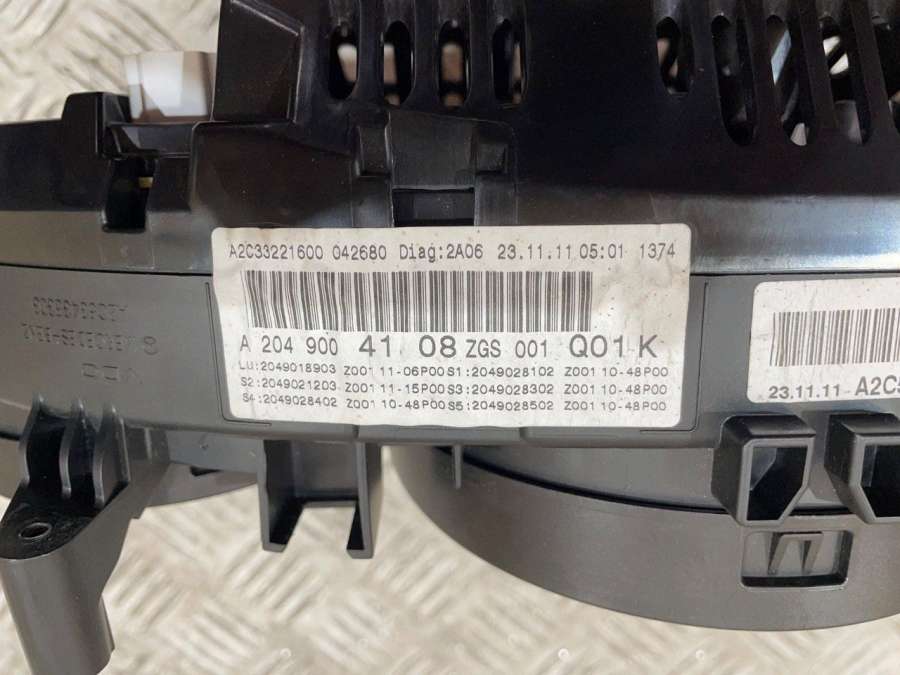 A2C33221600 042680 Diag:2A06 23.11.11 05:01 1374
A 204 900 41 08 ZGS 001 Q01 K
LU:2049018903 Z001 11-06P00 S1:2049028102 Z001 10-48P00
S2:2049021203 Z001 11-15P00 S3:2049028302 Z001 10-48P00
S4:2049028402 Z001 10-48P00 S5:2049028502 Z001 10-48P00
23.11.11-A2C5
VDO